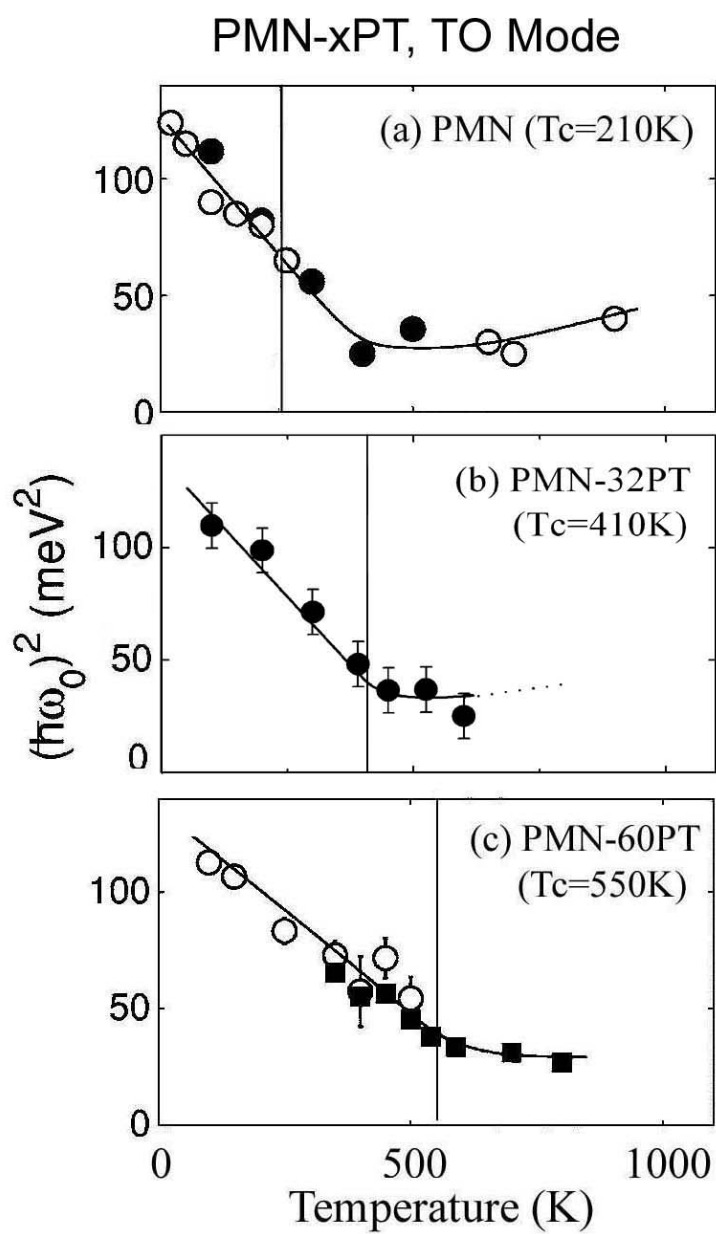 PMN-xPT, TO Mode
(a) PMN (Tc=210K)
100
50
0
(b) PMN-32PT
(Tc=410K)
100
50
0
(ħω₀)² (meV²)
(c) PMN-60PT
(Tc=550K)
100
50
0
0 500 1000
Temperature (K)